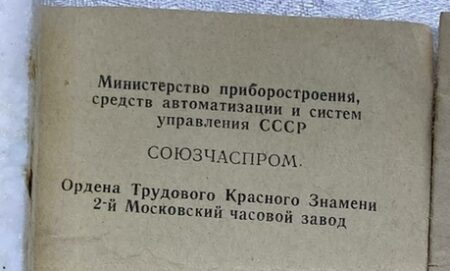 Министерство приборостроения,
средств автоматизации и систем
управления СССР
СОЮЗЧАСПРОМ.
Ордена Трудового Красного Знамени
2-й Московский часовой завод